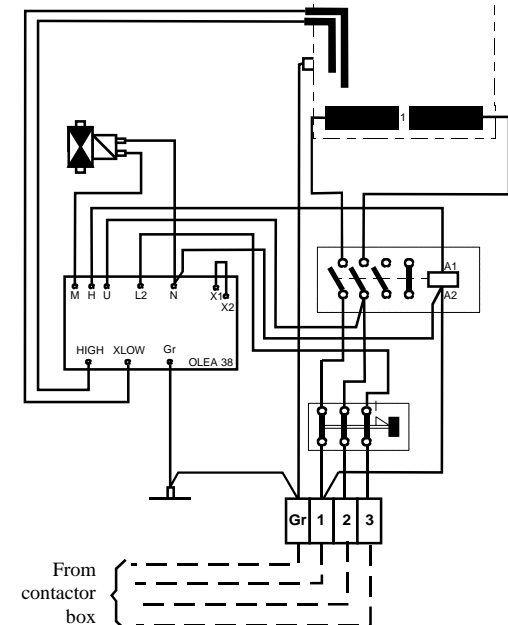 1
A1
A2
M H U L2 N X1
X2
HIGH XLOW Gr
OLEA 38
Gr 1 2 3
From
contactor
box